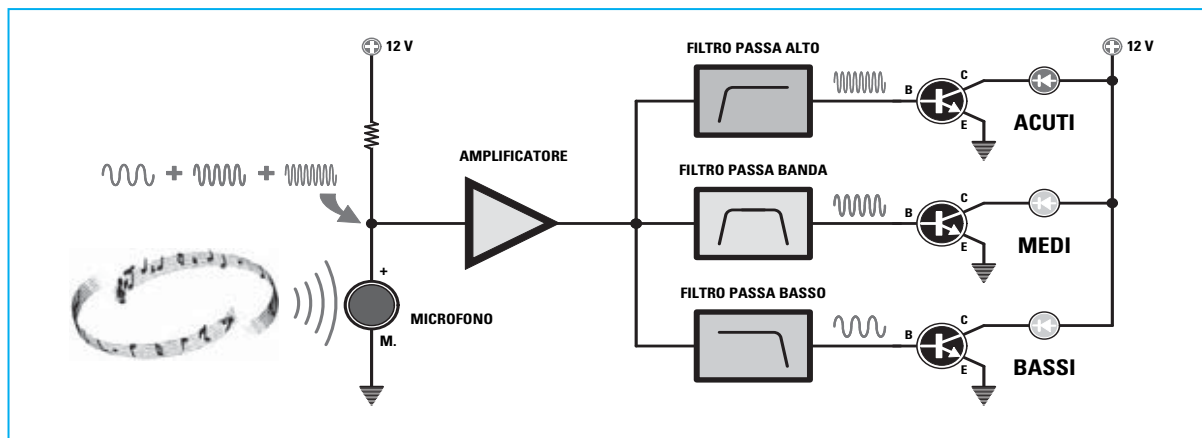 12 V
FILTRO PASSA ALTO
12 V
B
C
E
ACUTI
AMPLIFICATORE
FILTRO PASSA BANDA
B
C
E
MEDI
+
MICROFONO
M.
FILTRO PASSA BASSO
B
C
E
BASSI